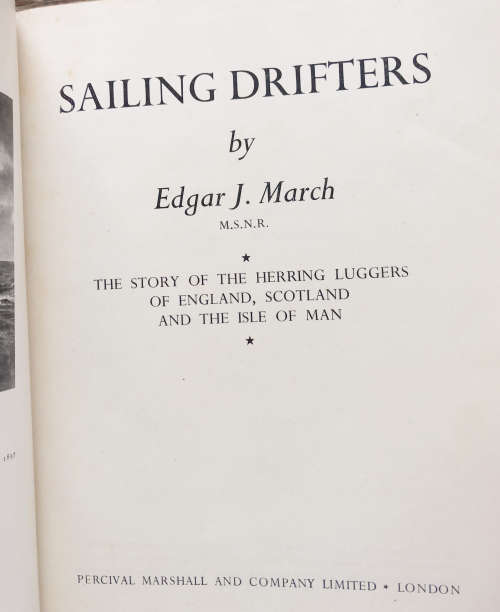 SAILING DRIFTERS
by
Edgar J. March
M.S.N.R.
★
THE STORY OF THE HERRING LUGGERS
OF ENGLAND, SCOTLAND
AND THE ISLE OF MAN
★
PERCIVAL MARSHALL AND COMPANY LIMITED • LONDON